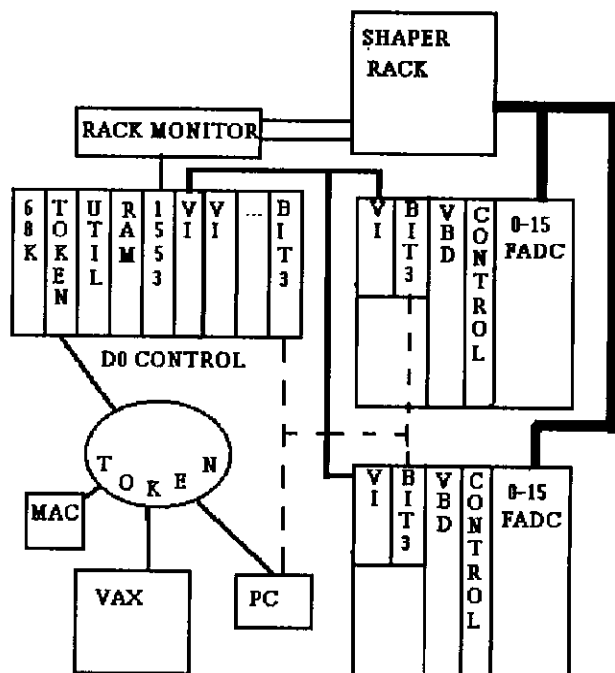 SHAPER
RACK
RACK MONITOR
68K
TOKEN
UTIL
RAM
1553
VI
VI
...
BIT3
D0 CONTROL
VI
BIT3
VBD
CONTROL
0-15
FADC
TOKEN
MAC
VAX
PC
VI
BIT3
VBD
CONTROL
0-15
FADC